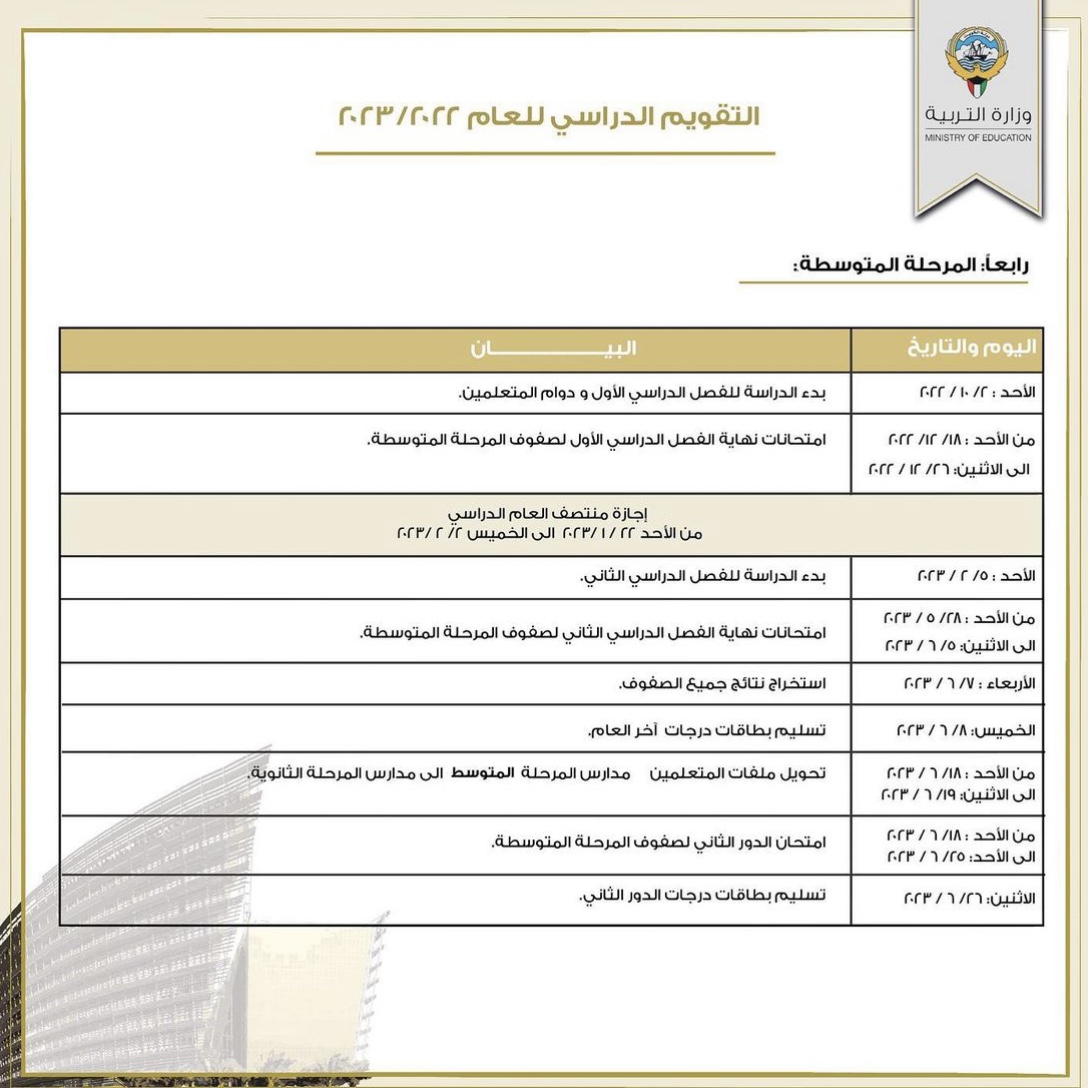 وزارة التربية
MINISTRY OF EDUCATION
التقويم الدراسي للعام ٢٠٢٣/٢٠٢٢
رابعاً: المرحلة المتوسطة:
اليوم والتاريخ
البيـــــــــــــان
الأحد : ١٠/٢ / ٢٠٢٢
بدء الدراسة للفصل الدراسي الأول و دوام المتعلمين.
من الأحد : ١٢/ ١٨/ ٢٠٢٢
الى الاثنين: ٢٦/ ١٢ / ٢٠٢٢
امتحانات نهاية الفصل الدراسي الأول لصفوف المرحلة المتوسطة.
إجازة منتصف العام الدراسي
من الأحد ٢٢ / ١ /٢٠٢٣ الى الخميس ٢/ ٢ /٢٠٢٣
الأحد : ٥/ ٢ / ٢٠٢٣
بدء الدراسة للفصل الدراسي الثاني.
من الأحد : ٢٨/ ٥ / ٢٠٢٣
الى الاثنين: ٥/ ٦ / ٢٠٢٣
امتحانات نهاية الفصل الدراسي الثاني لصفوف المرحلة المتوسطة.
الأربعاء : ٧/ ٦ / ٢٠٢٣
استخراج نتائج جميع الصفوف.
الخميس: ٨/ ٦ / ٢٠٢٣
تسليم بطاقات درجات آخر العام.
من الأحد : ١٨/ ٦ / ٢٠٢٣
الى الاثنين: ١٩/ ٦ / ٢٠٢٣
تحويل ملفات المتعلمين مدارس المرحلة المتوسط الى مدارس المرحلة الثانوية.
من الأحد : ١٨/ ٦ / ٢٠٢٣
الى الأحد: ٢٥/ ٦ / ٢٠٢٣
امتحان الدور الثاني لصفوف المرحلة المتوسطة.
الاثنين: ٢٦/ ٦ / ٢٠٢٣
تسليم بطاقات درجات الدور الثاني.